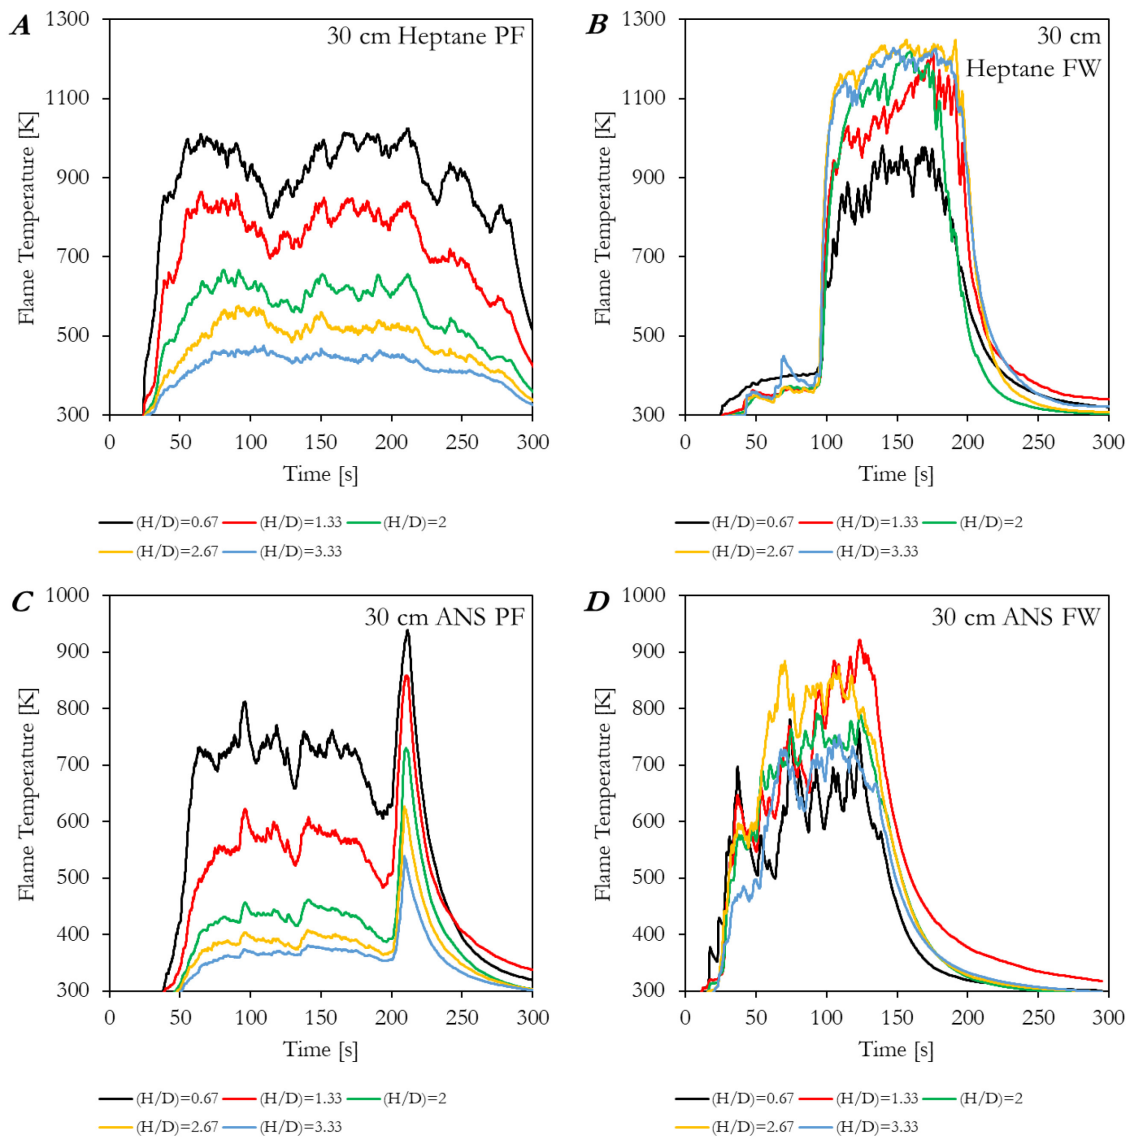 A
30 cm Heptane PF
Flame Temperature [K]
1300
1100
900
700
500
300
0 50 100 150 200 250 300
Time [s]
(H/D)=0.67 (H/D)=1.33 (H/D)=2
(H/D)=2.67 (H/D)=3.33
B
30 cm
Heptane FW
Flame Temperature [K]
1300
1100
900
700
500
300
0 50 100 150 200 250 300
Time [s]
(H/D)=0.67 (H/D)=1.33 (H/D)=2
(H/D)=2.67 (H/D)=3.33
C
30 cm ANS PF
Flame Temperature [K]
1000
900
800
700
600
500
400
300
0 50 100 150 200 250 300
Time [s]
(H/D)=0.67 (H/D)=1.33 (H/D)=2
(H/D)=2.67 (H/D)=3.33
D
30 cm ANS FW
Flame Temperature [K]
1000
900
800
700
600
500
400
300
0 50 100 150 200 250 300
Time [s]
(H/D)=0.67 (H/D)=1.33 (H/D)=2
(H/D)=2.67 (H/D)=3.33